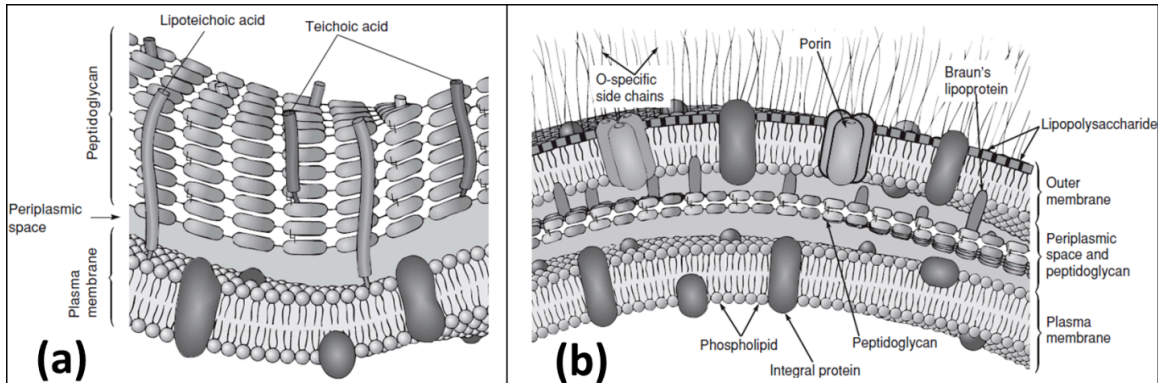 Lipoteichoic acid
Teichoic acid
Peptidoglycan
Periplasmic
space
Plasma
membrane
(a)
Porin
O-specific
side chains
Braun's
lipoprotein
Lipopolysaccharide
Outer
membrane
Periplasmic
space and
peptidoglycan
Plasma
membrane
Phospholipid
Peptidoglycan
Integral protein
(b)